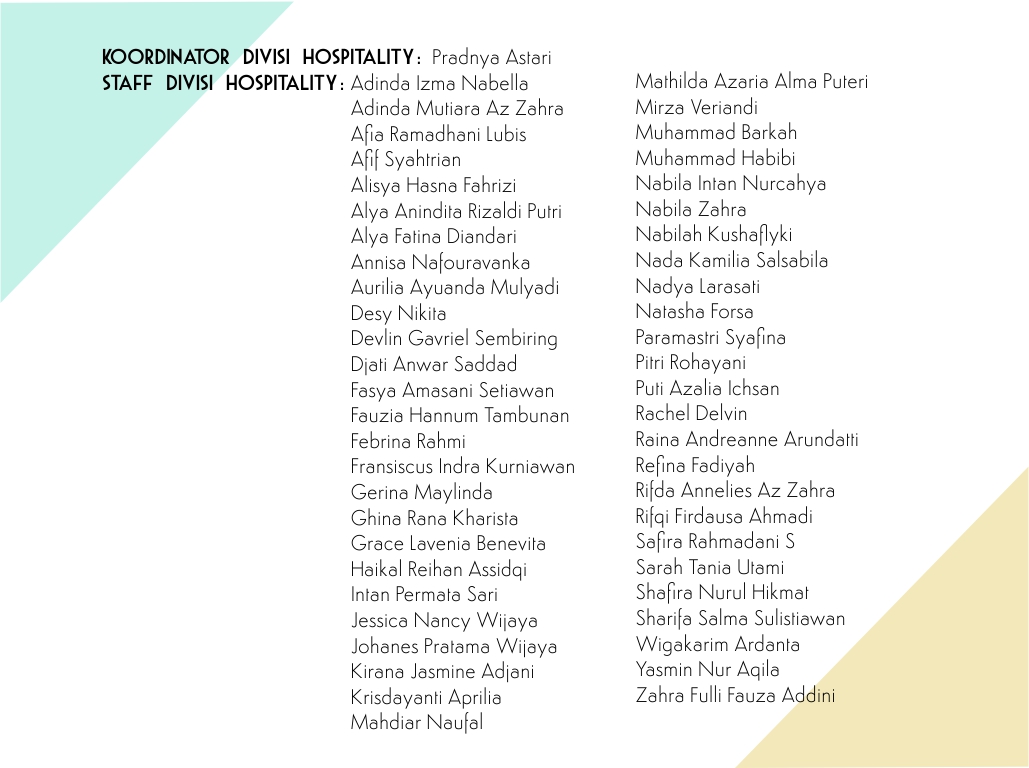 KOORDINATOR DIVISI HOSPITALITY: Pradnya Astari
STAFF DIVISI HOSPITALITY: Adinda Izma Nabella
Adinda Mutiara Az Zahra
Afia Ramadhani Lubis
Afif Syahtrian
Alisya Hasna Fahrizi
Alya Anindita Rizaldi Putri
Alya Fatina Diandari
Annisa Nafouravanka
Aurilia Ayuanda Mulyadi
Desy Nikita
Devlin Gavriel Sembiring
Djati Anwar Saddad
Fasya Amasani Setiawan
Fauzia Hannum Tambunan
Febrina Rahmi
Fransiscus Indra Kurniawan
Gerina Maylinda
Ghina Rana Kharista
Grace Lavenia Benevita
Haikal Reihan Assidqi
Intan Permata Sari
Jessica Nancy Wijaya
Johanes Pratama Wijaya
Kirana Jasmine Adjani
Krisdayanti Aprilia
Mahdiar Naufal
Mathilda Azaria Alma Puteri
Mirza Veriandi
Muhammad Barkah
Muhammad Habibi
Nabila Intan Nurcahya
Nabila Zahra
Nabilah Kushaflyki
Nada Kamilia Salsabila
Nadya Larasati
Natasha Forsa
Paramastri Syafina
Pitri Rohayani
Puti Azalia Ichsan
Rachel Delvin
Raina Andreanne Arundatti
Refina Fadiyah
Rifda Annelies Az Zahra
Rifqi Firdausa Ahmadi
Safira Rahmadani S
Sarah Tania Utami
Shafira Nurul Hikmat
Sharifa Salma Sulistiawan
Wigakarim Ardanta
Yasmin Nur Aqila
Zahra Fulli Fauza Addini